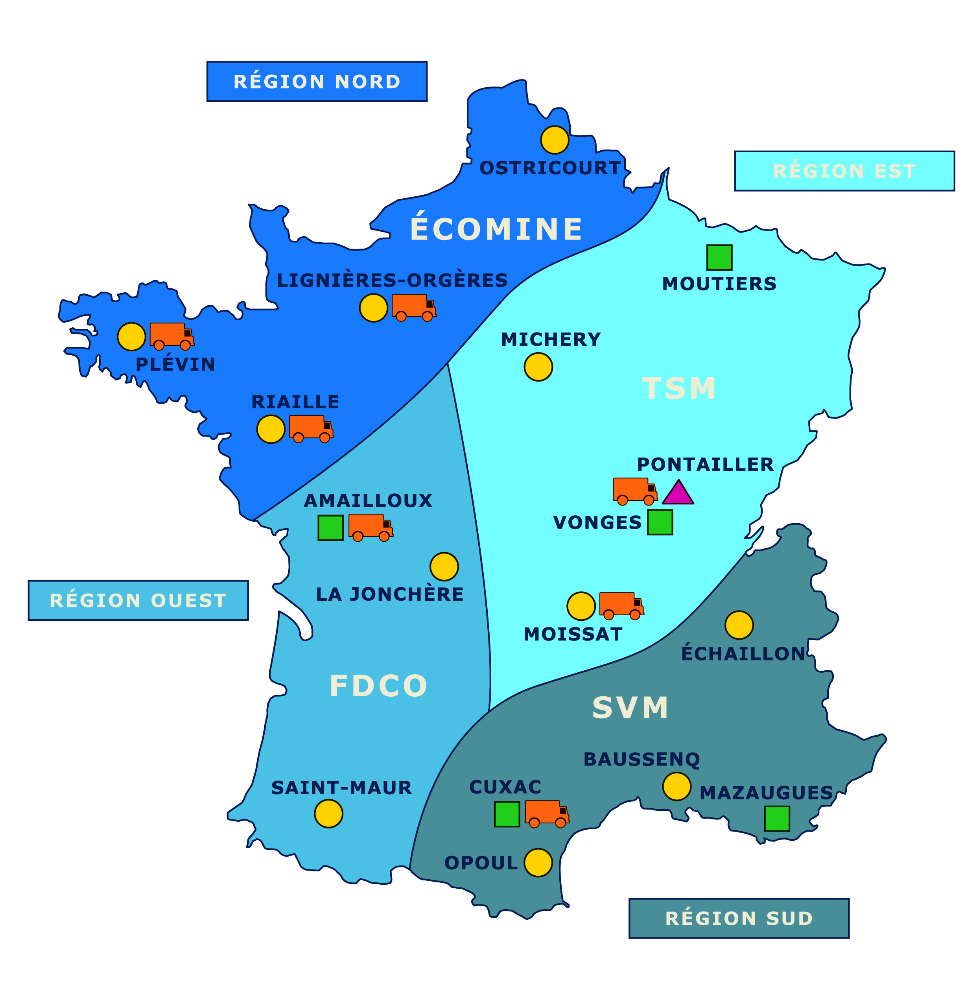 RÉGION NORD
OSTRICOURT
RÉGION EST
ÉCOMINE
LIGNIÈRES-ORGÈRES
MOUTIERS
MICHERY
PLÉVIN
TSM
RIAILLE
PONTAILLER
AMAILLOUX
VONGES
LA JONCHÈRE
RÉGION OUEST
MOISSAT
ÉCHAILLON
FDCO
SVM
BAUSSENQ
SAINT-MAUR
CUXAC
MAZAUGUES
OPOUL
RÉGION SUD